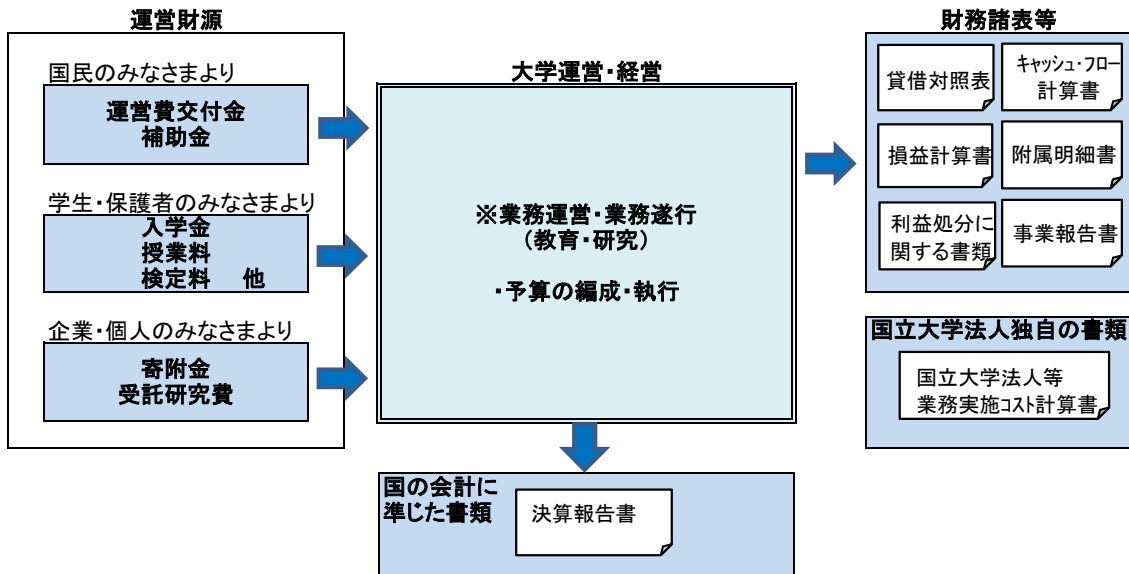 運営財源
国民のみなさまより
運営費交付金
補助金
学生・保護者のみなさまより
入学金
授業料
検定料　他
企業・個人のみなさまより
寄附金
受託研究費
大学運営・経営
※業務運営・業務遂行
（教育・研究）
・予算の編成・執行
財務諸表等
貸借対照表
キャッシュ・フロー
計算書
損益計算書
附属明細書
利益処分に
関する書類
事業報告書
国立大学法人独自の書類
国立大学法人等
業務実施コスト計算書
国の会計に
準じた書類
決算報告書